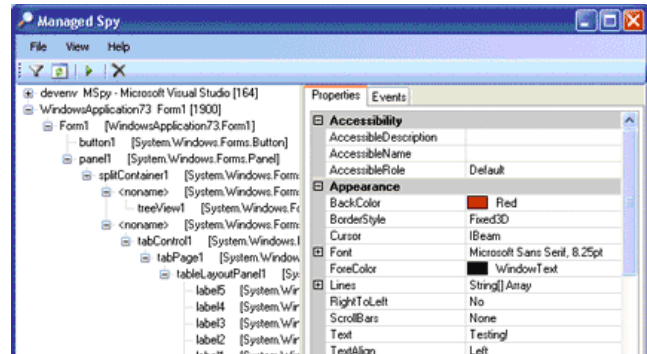 Managed Spy
File View Help
devenv MSpy - Microsoft Visual Studio [164]
WindowsApplication73 Form1 [1900]
Form1 [WindowsApplication73.Form1]
button1 [System.Windows.Forms.Button]
panel1 [System.Windows.Forms.Panel]
splitContainer1 [System.Windows.Form
<noname> [System.Windows.Form
treeView1 [System.Windows.Fo
<noname> [System.Windows.Form
tabControl1 [System.Windows.
tabPage1 [System.Window
tableLayoutPanel1 [Sy
label5 [System.Wir
label4 [System.Wir
label3 [System.Wir
label2 [System.Wir
Properties Events
Accessibility
AccessibleDescription
AccessibleName
AccessibleRole Default
Appearance
BackColor Red
BorderStyle Fixed3D
Cursor IBeam
Font Microsoft Sans Serif, 8.25pt
ForeColor WindowText
Lines String[] Array
RightToLeft No
ScrollBars None
Text Testing!
TextAlign Left